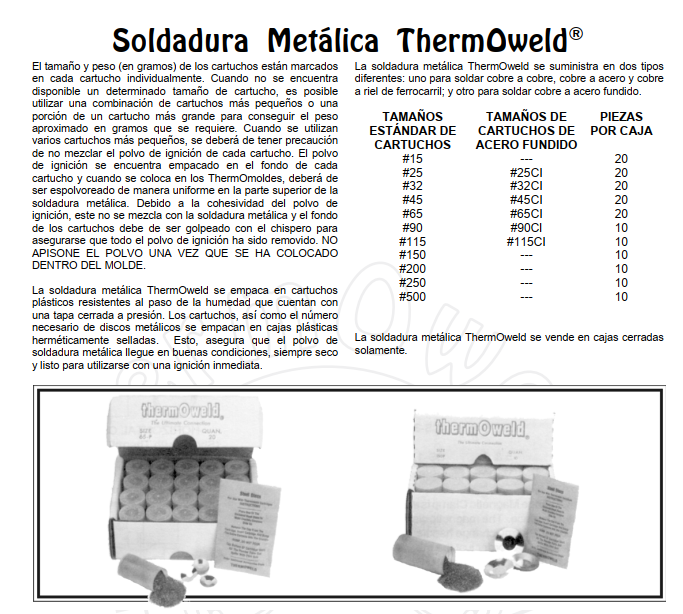 Soldadura Metálica ThermOweld®
El tamaño y peso (en gramos) de los cartuchos están marcados
en cada cartucho individualmente. Cuando no se encuentra
disponible un determinado tamaño de cartucho, es posible
utilizar una combinación de cartuchos más pequeños o una
porción de un cartucho más grande para conseguir el peso
aproximado en gramos que se requiere. Cuando se utilizan
varios cartuchos más pequeños, se deberá de tener precaución
de no mezclar el polvo de ignición de cada cartucho. El polvo
de ignición se encuentra empacado en el fondo de cada
cartucho y cuando se coloca en los ThermOmoldes, deberá de
ser espolvoreado de manera uniforme en la parte superior de la
soldadura metálica. Debido a la cohesividad del polvo de
ignición, este no se mezcla con la soldadura metálica y el fondo
de los cartuchos debe de ser golpeado con el chispero para
asegurarse que todo el polvo de ignición ha sido removido. NO
APISONE EL POLVO UNA VEZ QUE SE HA COLOCADO
DENTRO DEL MOLDE.
La soldadura metálica ThermOweld se empaca en cartuchos
plásticos resistentes al paso de la humedad que cuentan con
una tapa cerrada a presión. Los cartuchos, así como el número
necesario de discos metálicos se empacan en cajas plásticas
herméticamente selladas. Esto, asegura que el polvo de
soldadura metálica llegue en buenas condiciones, siempre seco
y listo para utilizarse con una ignición inmediata.
La soldadura metálica ThermOweld se suministra en dos tipos
diferentes: uno para soldar cobre a cobre, cobre a acero y cobre
a riel de ferrocarril; y otro para soldar cobre a acero fundido.
TAMAÑOS ESTÁNDAR DE CARTUCHOS
TAMAÑOS DE CARTUCHOS DE ACERO FUNDIDO
PIEZAS POR CAJA
#15 --- 20
#25 #25CI 20
#32 #32CI 20
#45 #45CI 20
#65 #65CI 20
#90 #90CI 10
#115 #115CI 10
#150 --- 10
#200 --- 10
#250 --- 10
#500 --- 10
La soldadura metálica ThermOweld se vende en cajas cerradas
solamente.
thermOweld®
thermOweld®